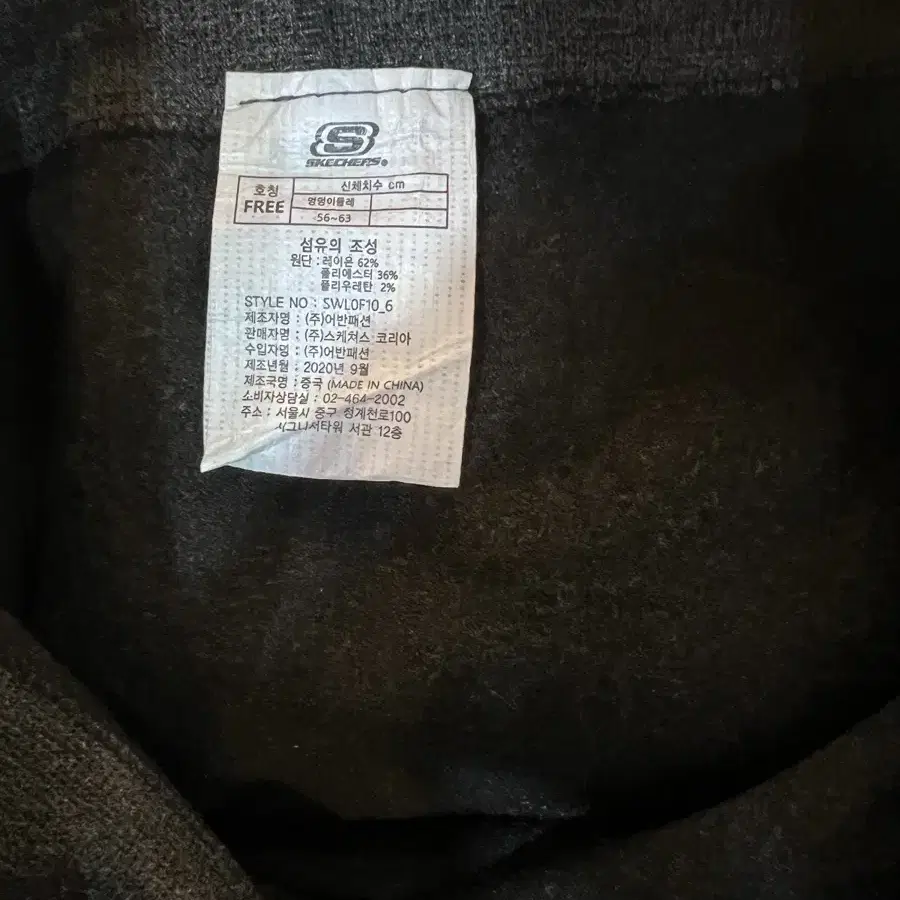 S
SKECHERS®
호칭 신체치수 cm
FREE 엉덩이둘레
56~63
섬유의 조성
원단 : 레이온 62%
폴리에스터 36%
폴리우레탄 2%
STYLE NO : SWL0F10_6
제조자명 : (주)어반패션
판매자명 : (주)스케쳐스 코리아
수입자명 : (주)어반패션
제조년월 : 2020년 9월
제조국명 : 중국 (MADE IN CHINA)
소비자상담실 : 02-464-2002
주소 : 서울시 중구 청계천로100
시그니쳐타워 서관 12층